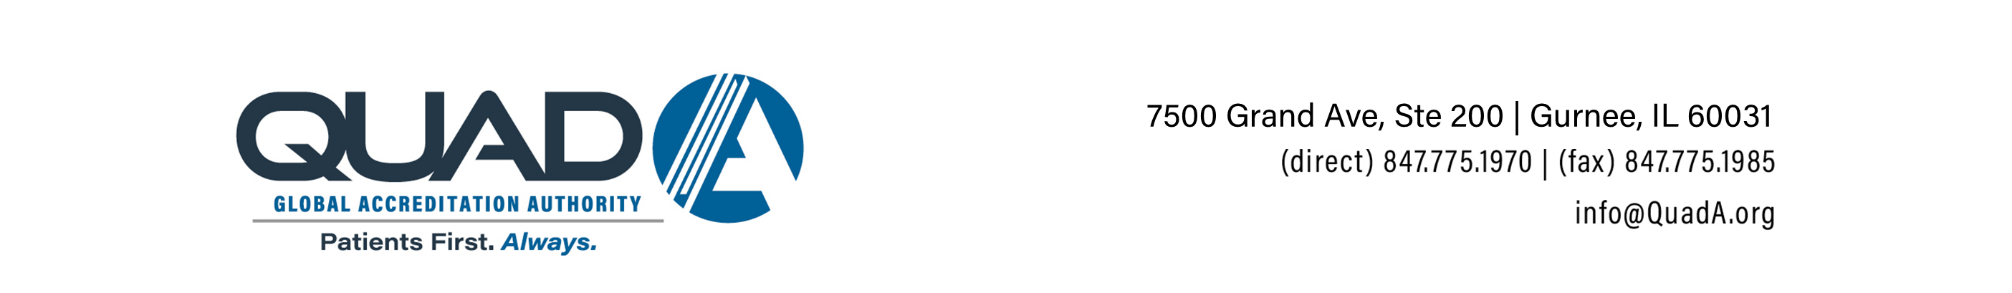 QUAD A
GLOBAL ACCREDITATION AUTHORITY
Patients First. Always.
7500 Grand Ave, Ste 200 | Gurnee, IL 60031
(direct) 847.775.1970 | (fax) 847.775.1985
info@QuadA.org